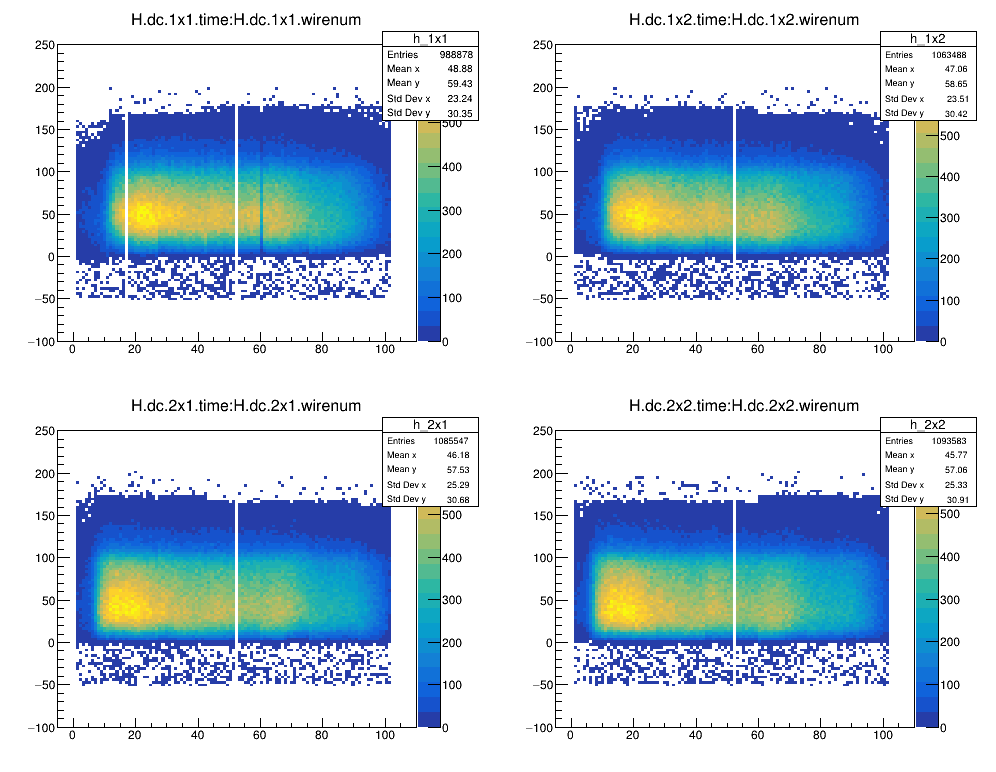 H.dc.1x1.time:H.dc.1x1.wirenum
h_1x1
Entries 988878
Mean x 48.88
Mean y 59.43
Std Dev x 23.24
Std Dev y 30.35
250
200
150
100
50
0
−50
−100
0 20 40 60 80 100
500
400
300
200
100
0
H.dc.1x2.time:H.dc.1x2.wirenum
h_1x2
Entries 1063488
Mean x 47.06
Mean y 58.65
Std Dev x 23.51
Std Dev y 30.42
250
200
150
100
50
0
−50
−100
0 20 40 60 80 100
500
400
300
200
100
0
H.dc.2x1.time:H.dc.2x1.wirenum
h_2x1
Entries 1085547
Mean x 46.18
Mean y 57.53
Std Dev x 25.29
Std Dev y 30.68
250
200
150
100
50
0
−50
−100
0 20 40 60 80 100
500
400
300
200
100
0
H.dc.2x2.time:H.dc.2x2.wirenum
h_2x2
Entries 1093583
Mean x 45.77
Mean y 57.06
Std Dev x 25.33
Std Dev y 30.91
250
200
150
100
50
0
−50
−100
0 20 40 60 80 100
500
400
300
200
100
0